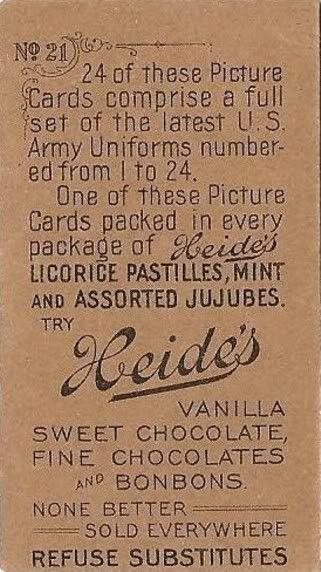 Nº 21
24 of these Picture
Cards comprise a full
set of the latest U.S.
Army Uniforms number-
ed from 1 to 24.
One of these Picture
Cards packed in every
package of Heide's
LICORICE PASTILLES, MINT
AND ASSORTED JUJUBES.
TRY
Heide's
VANILLA
SWEET CHOCOLATE,
FINE CHOCOLATES
AND BONBONS.
NONE BETTER
SOLD EVERYWHERE
REFUSE SUBSTITUTES